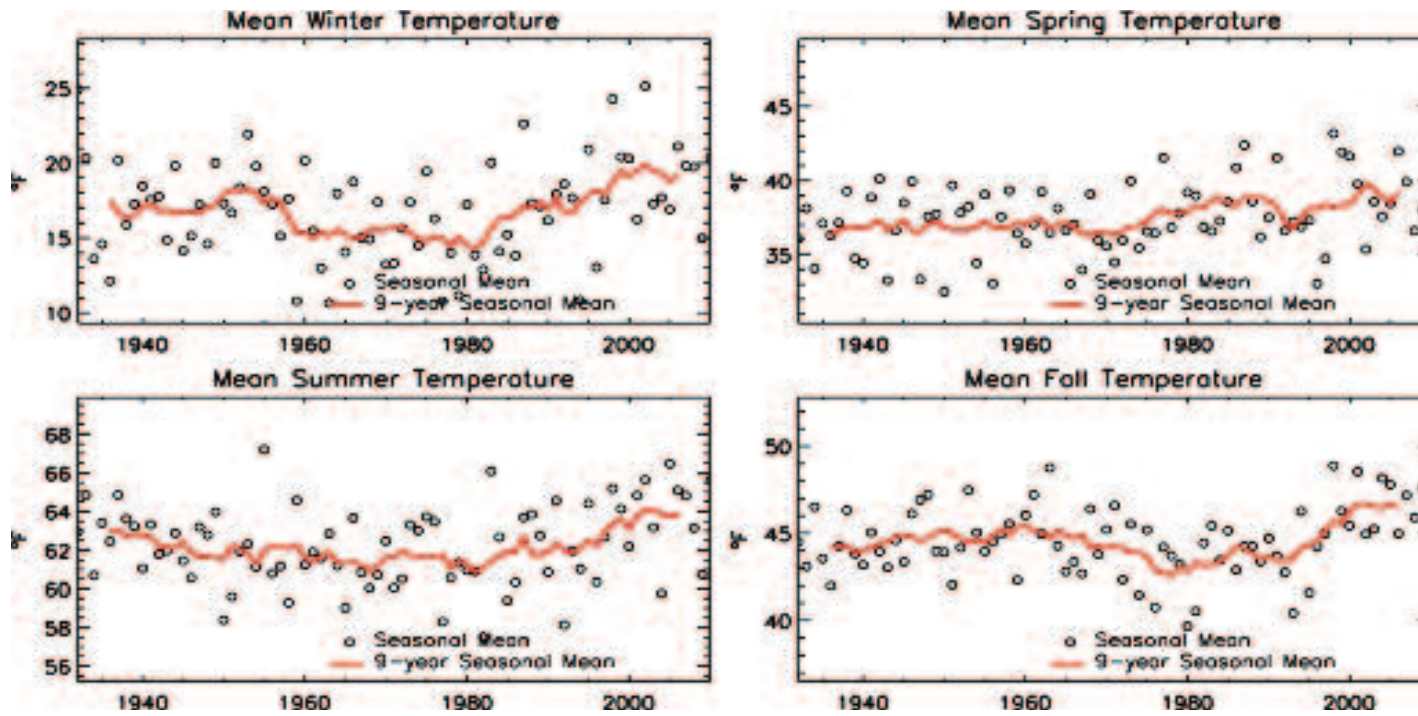 Mean Winter Temperature
25
20
15
10
°F
1940 1960 1980 2000
Seasonal Mean
9-year Seasonal Mean
Mean Spring Temperature
45
40
35
°F
1940 1960 1980 2000
Seasonal Mean
9-year Seasonal Mean
Mean Summer Temperature
68
66
64
62
60
58
56
°F
1940 1960 1980 2000
Seasonal Mean
9-year Seasonal Mean
Mean Fall Temperature
50
45
40
°F
1940 1960 1980 2000
Seasonal Mean
9-year Seasonal Mean